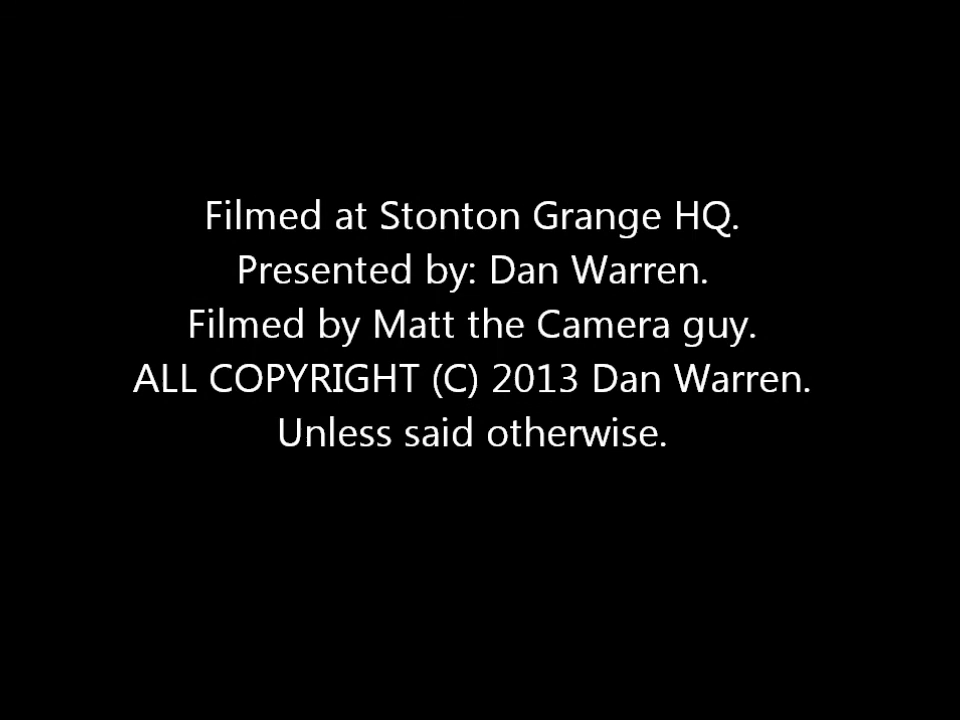 Filmed at Stonton Grange HQ.
Presented by: Dan Warren.
Filmed by Matt the Camera guy.
ALL COPYRIGHT (C) 2013 Dan Warren.
Unless said otherwise.